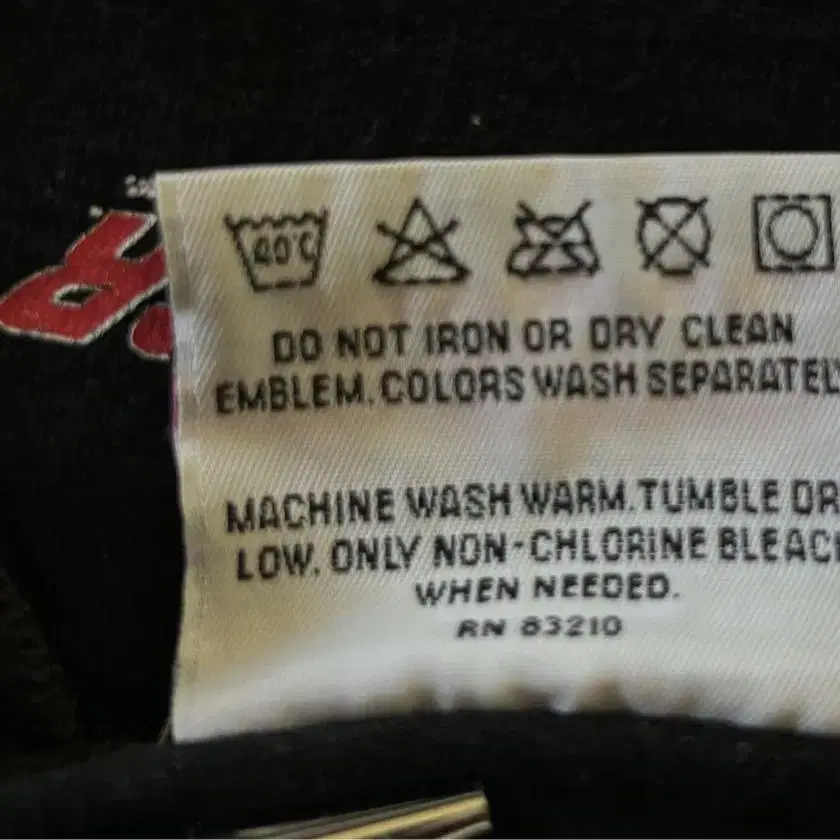 40°C
DO NOT IRON OR DRY CLEAN
EMBLEM. COLORS WASH SEPARATELY
MACHINE WASH WARM. TUMBLE DR
LOW. ONLY NON-CHLORINE BLEAC
WHEN NEEDED.
RN 83210